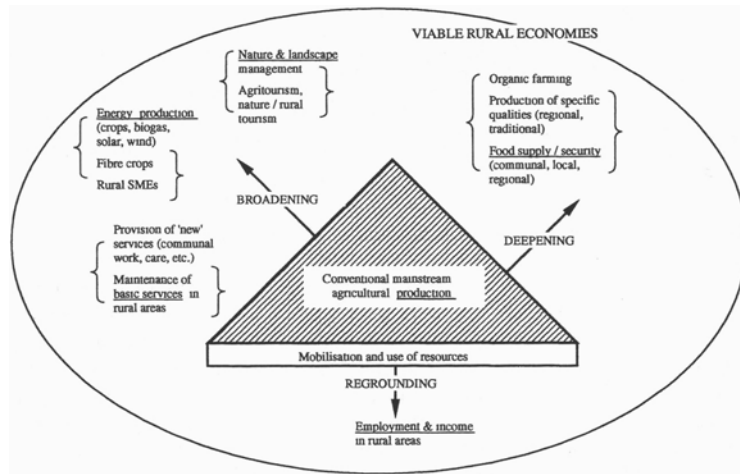 VIABLE RURAL ECONOMIES
Nature & landscape
management
Agritourism,
nature / rural
tourism
Organic farming
Production of specific
qualities (regional,
traditional)
Food supply / security
(communal, local,
regional)
Energy production
(crops, biogas,
solar, wind)
Fibre crops
Rural SMEs
BROADENING
DEEPENING
Provision of 'new'
services (communal
work, care, etc.)
Maintenance of
basic services in
rural areas
Conventional mainstream
agricultural production
Mobilisation and use of resources
REGROUNDING
Employment & income
in rural areas